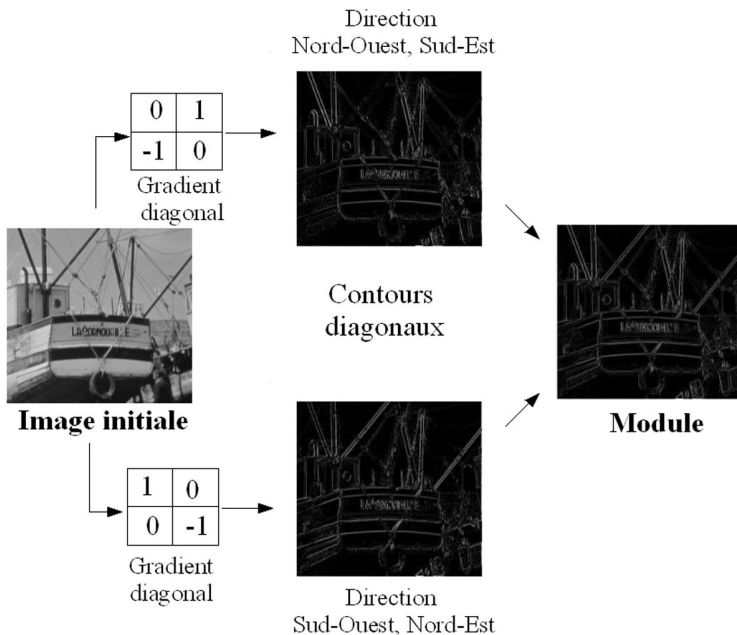 Direction
Nord-Ouest, Sud-Est
0 1
-1 0
Gradient
diagonal
Contours
diagonaux
Image initiale
Module
1 0
0 -1
Gradient
diagonal
Direction
Sud-Ouest, Nord-Est